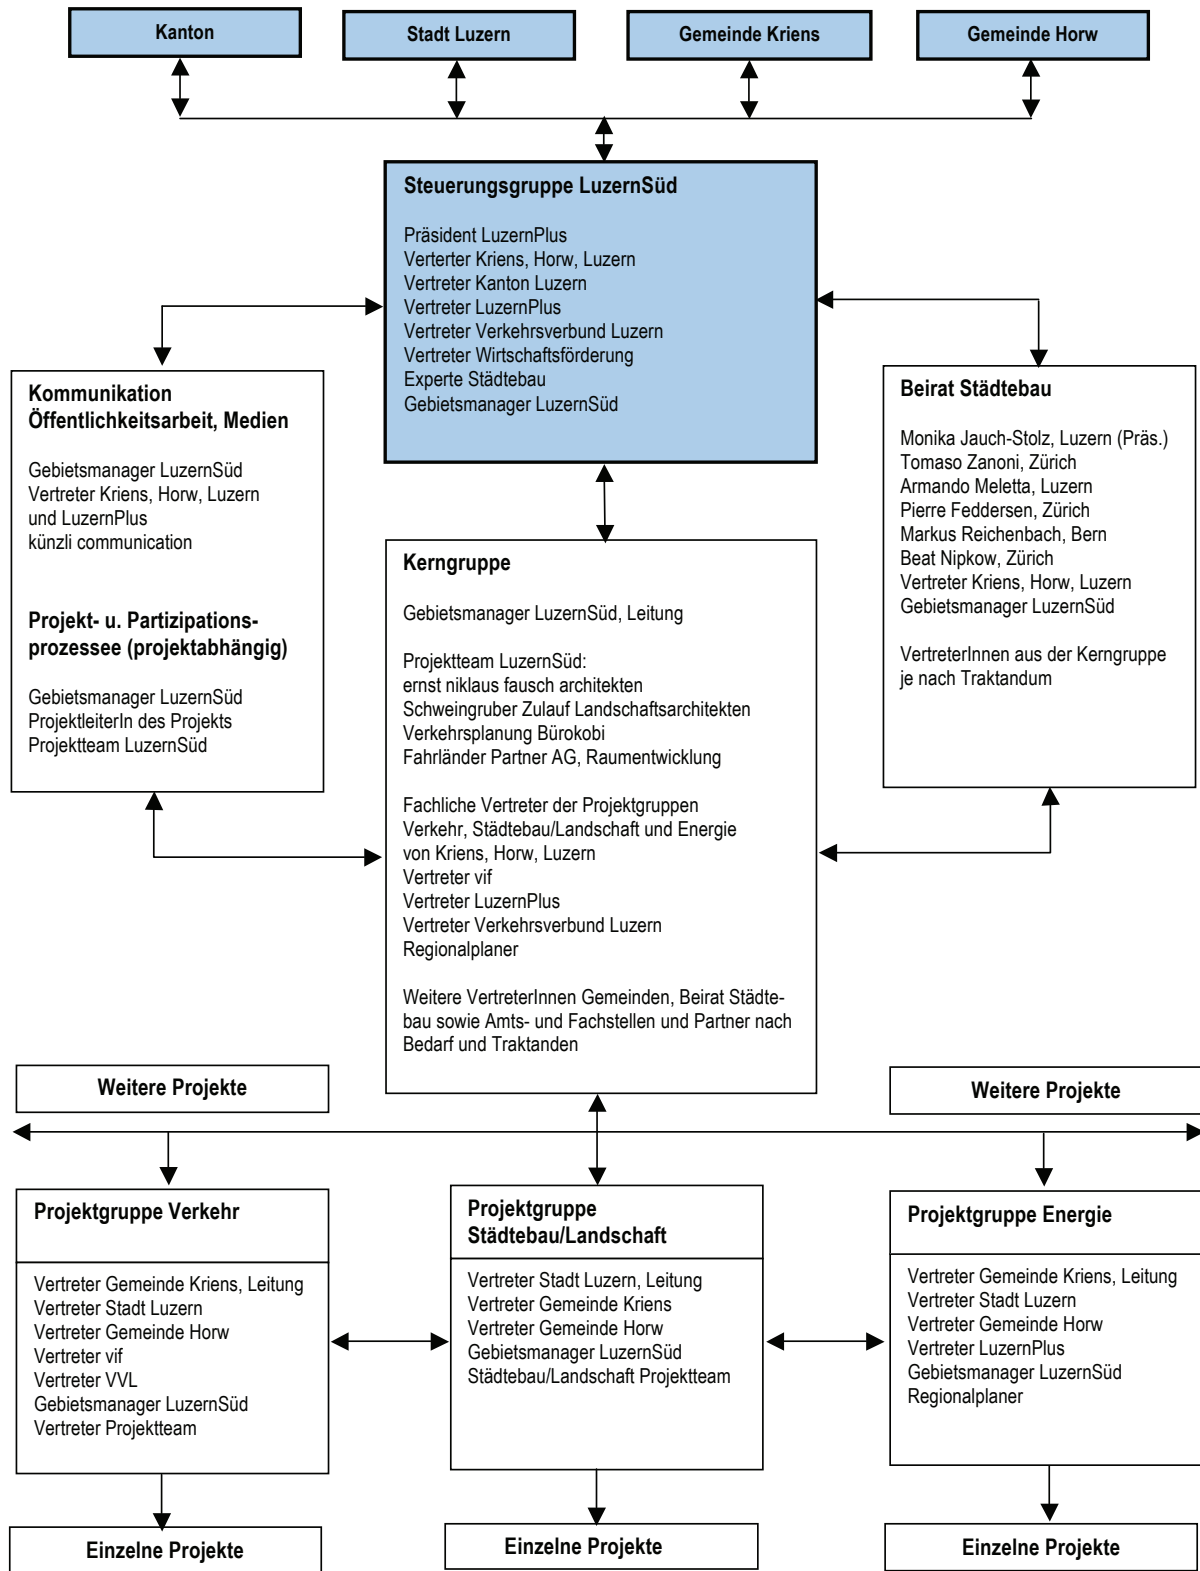 Kanton
Stadt Luzern
Gemeinde Kriens
Gemeinde Horw
Steuerungsgruppe LuzernSüd
Präsident LuzernPlus
Verterter Kriens, Horw, Luzern
Vertreter Kanton Luzern
Vertreter LuzernPlus
Vertreter Verkehrsverbund Luzern
Vertreter Wirtschaftsförderung
Experte Städtebau
Gebietsmanager LuzernSüd
Kommunikation
Öffentlichkeitsarbeit, Medien
Gebietsmanager LuzernSüd
Vertreter Kriens, Horw, Luzern
und LuzernPlus
künzli communication
Projekt- u. Partizipations-
prozessee (projektabhängig)
Gebietsmanager LuzernSüd
ProjektleiterIn des Projekts
Projektteam LuzernSüd
Beirat Städtebau
Monika Jauch-Stolz, Luzern (Präs.)
Tomaso Zanoni, Zürich
Armando Meletta, Luzern
Pierre Feddersen, Zürich
Markus Reichenbach, Bern
Beat Nipkow, Zürich
Vertreter Kriens, Horw, Luzern
Gebietsmanager LuzernSüd
VertreterInnen aus der Kerngruppe
je nach Traktandum
Kerngruppe
Gebietsmanager LuzernSüd, Leitung
Projektteam LuzernSüd:
ernst niklaus fausch architekten
Schweingruber Zulauf Landschaftsarchitekten
Verkehrsplanung Bürokobi
Fahrländer Partner AG, Raumentwicklung
Fachliche Vertreter der Projektgruppen
Verkehr, Städtebau/Landschaft und Energie
von Kriens, Horw, Luzern
Vertreter vif
Vertreter LuzernPlus
Vertreter Verkehrsverbund Luzern
Regionalplaner
Weitere VertreterInnen Gemeinden, Beirat Städte-
bau sowie Amts- und Fachstellen und Partner nach
Bedarf und Traktanden
Weitere Projekte
Weitere Projekte
Projektgruppe Verkehr
Vertreter Gemeinde Kriens, Leitung
Vertreter Stadt Luzern
Vertreter Gemeinde Horw
Vertreter vif
Vertreter VVL
Gebietsmanager LuzernSüd
Vertreter Projektteam
Projektgruppe
Städtebau/Landschaft
Vertreter Stadt Luzern, Leitung
Vertreter Gemeinde Kriens
Vertreter Gemeinde Horw
Gebietsmanager LuzernSüd
Städtebau/Landschaft Projektteam
Projektgruppe Energie
Vertreter Gemeinde Kriens, Leitung
Vertreter Stadt Luzern
Vertreter Gemeinde Horw
Vertreter LuzernPlus
Gebietsmanager LuzernSüd
Regionalplaner
Einzelne Projekte
Einzelne Projekte
Einzelne Projekte